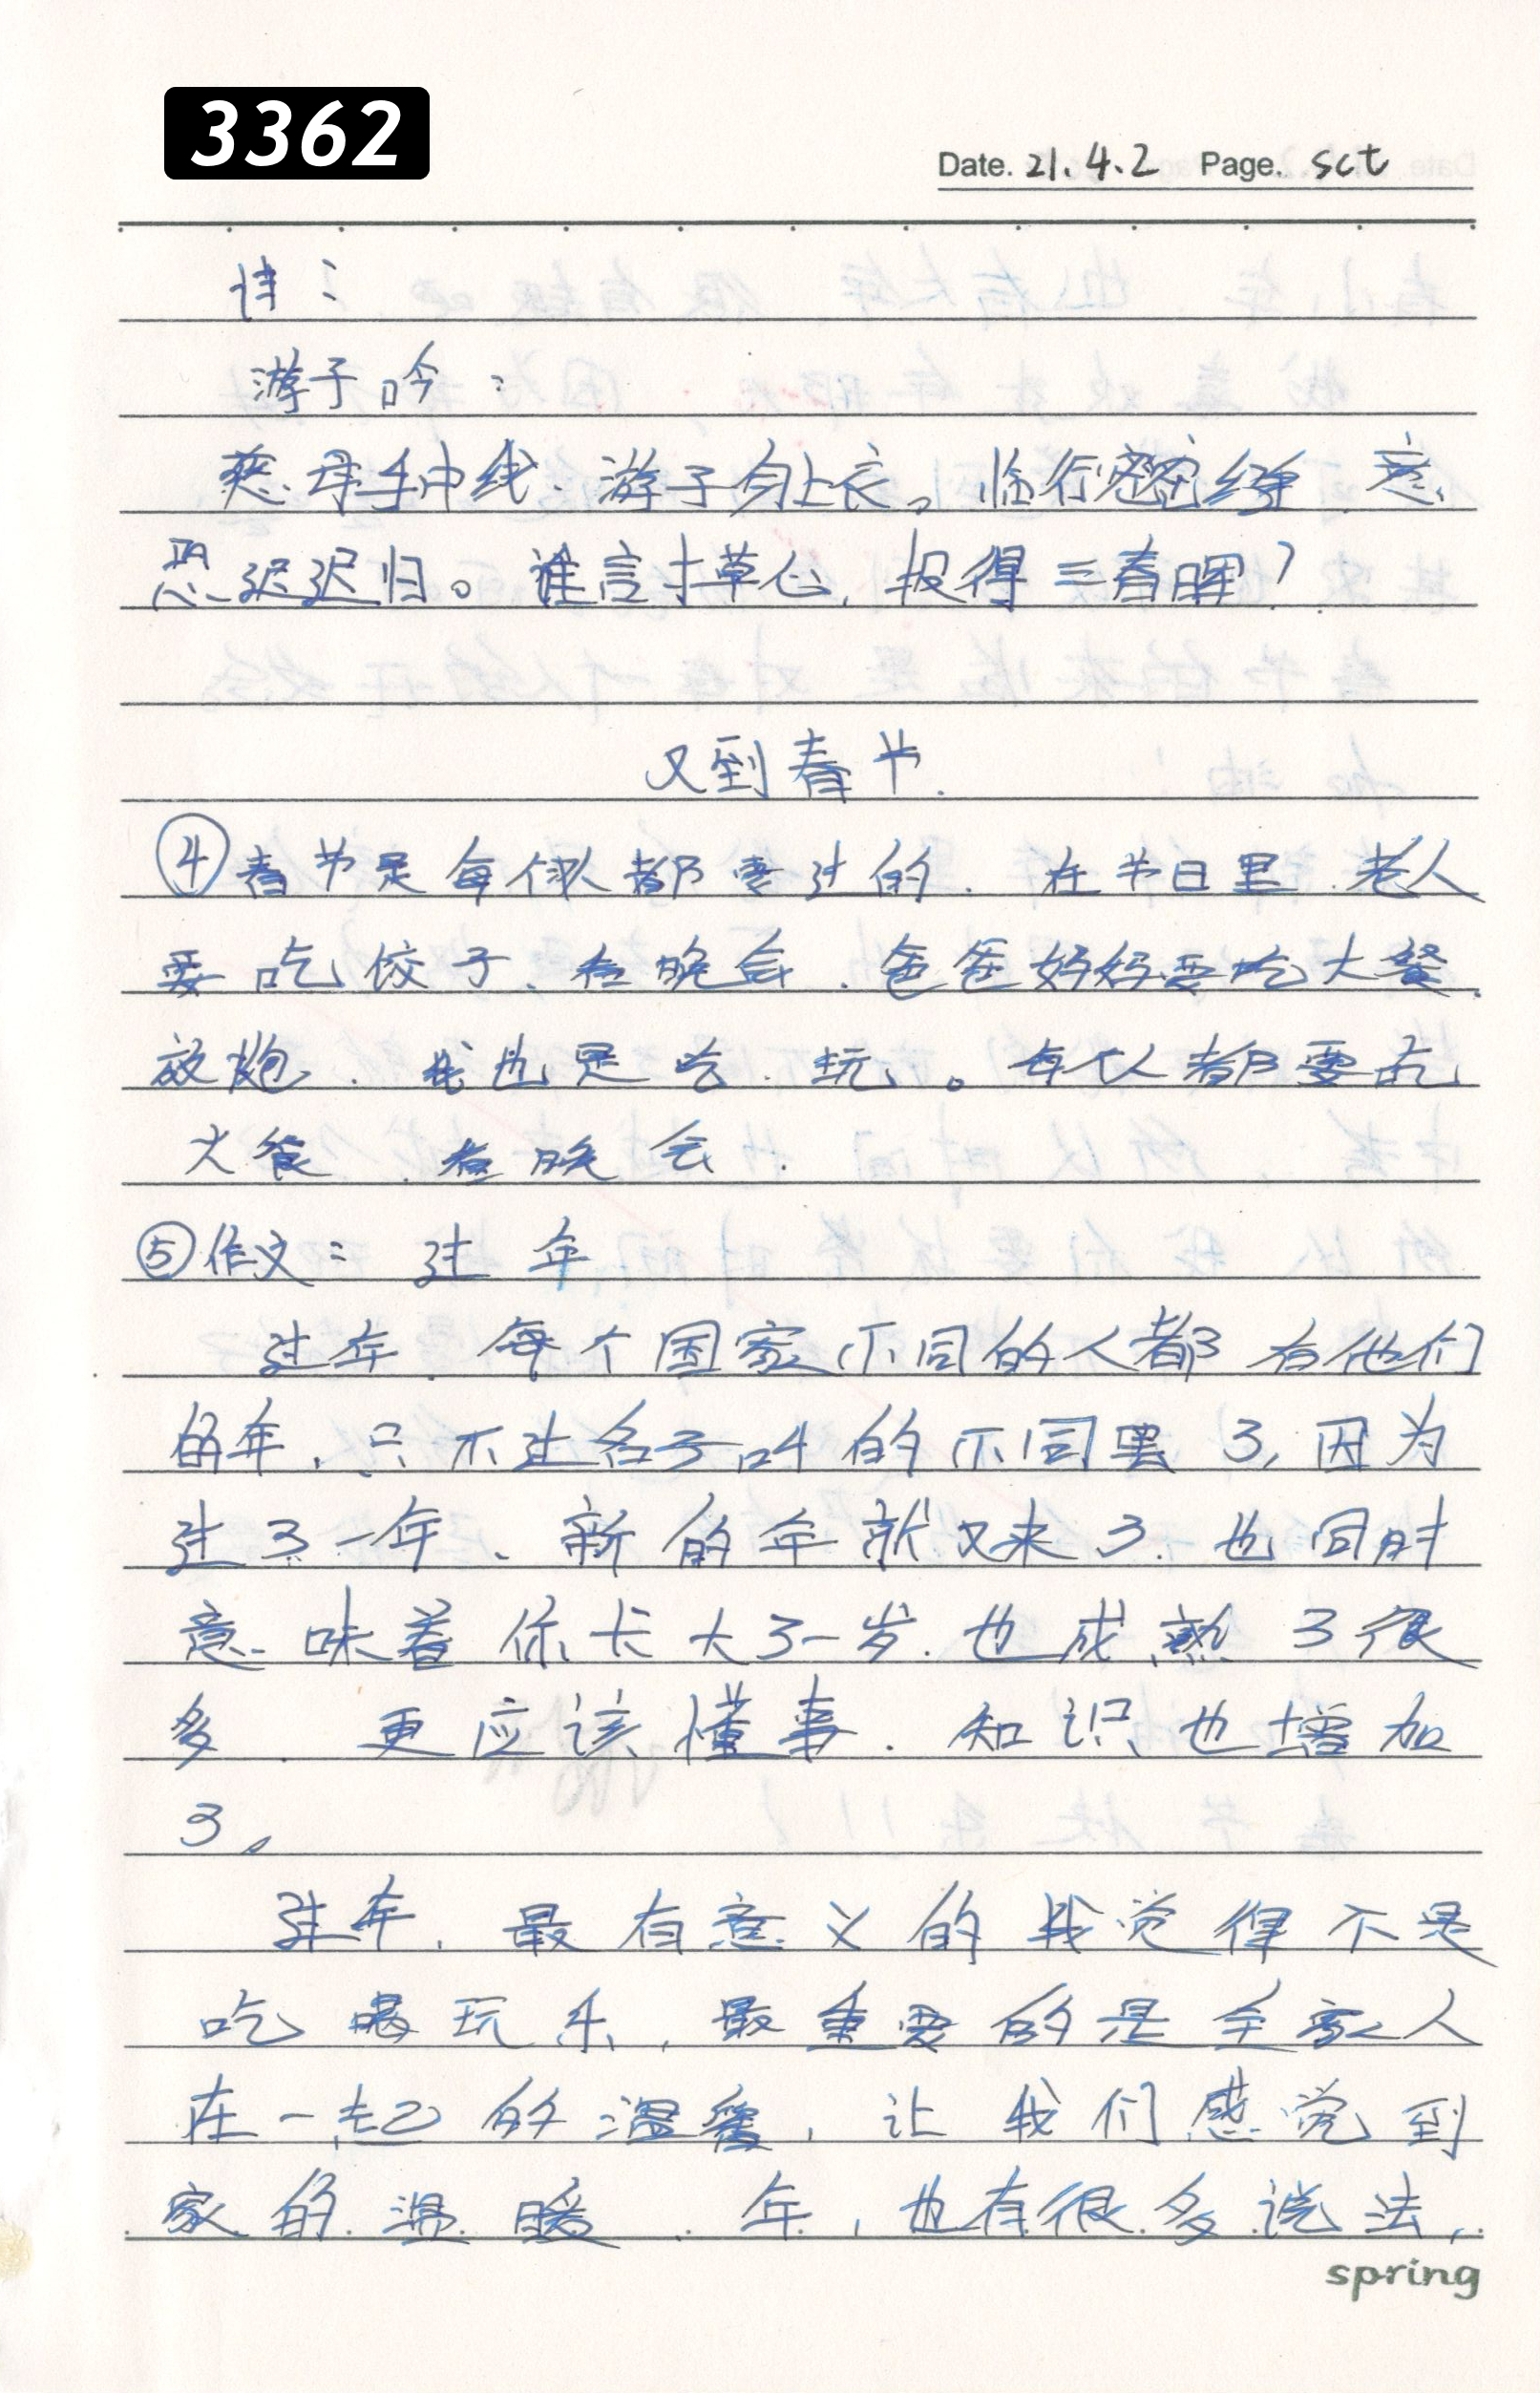 3362
Date. 21.4.2 Page. sct
诗：
游子吟：
慈母手中线、游子身上衣。临行密密缝 意
恐迟迟归。谁言寸草心，报得三春晖？
又到春节.
④春节是每个人都要过的．在节日里．老人
要吃饺子、看晚会．爸爸妈妈要吃大餐.
放炮．我也是吃．玩。每个人都要吃
大餐．看晚会．
⑤作文：过年
过年．每个国家不同的人都有他们
的年．只不过名子叫的不同罢了，因为
过了一年、新的年就又来了．也同时
意味着你长大了一岁．也成熟了很
多．更应该懂事．知识也增加
了。
过年．最有意义的我觉得不是
吃喝玩乐，最重要的是全家人
在一起的温暖，让我们感觉到
家的温暖．年，也有很多说法，
spring